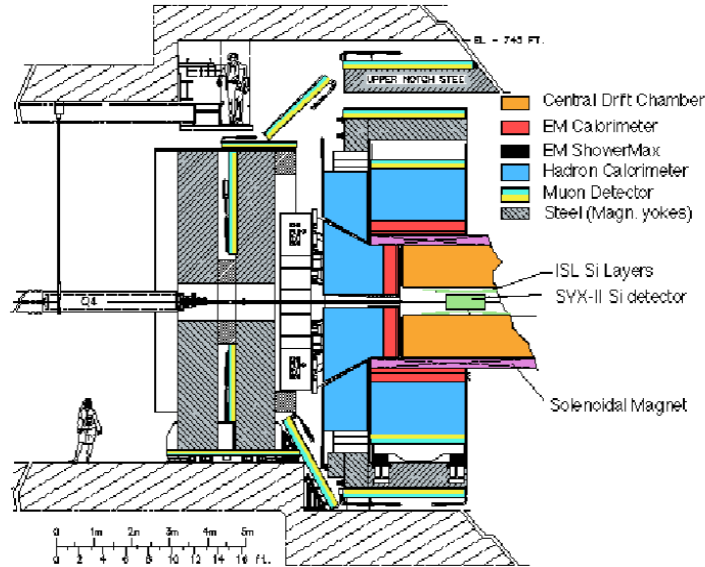 EL - 745 FT.
UPPER NOTCH STEE
Central Drift Chamber
EM Calorimeter
EM ShowerMax
Hadron Calorimeter
Muon Detector
Steel (Magn. yokes)
ISL Si Layers
SVX-II Si detector
Q4
Solenoidal Magnet
0 1m 2m 3m 4m 5m
0 2 4 6 8 10 12 14 16 ft.